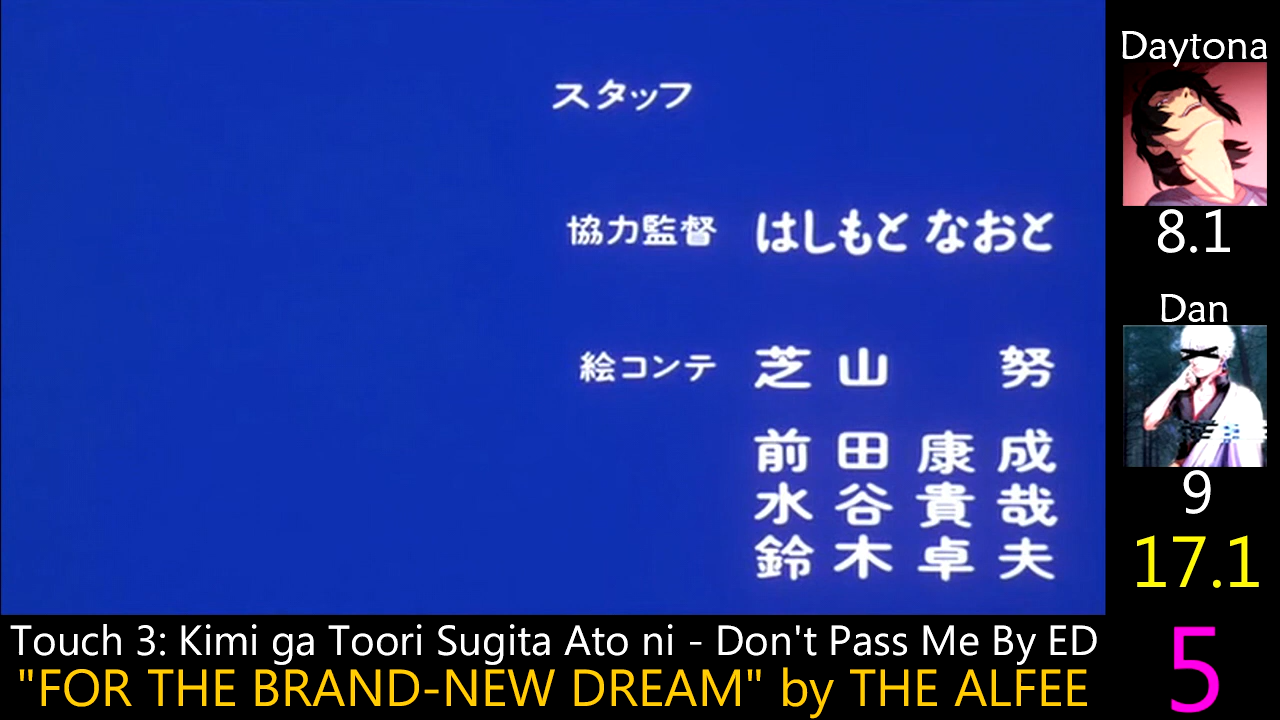 スタッフ
協力監督 はしもと なおと
絵コンテ 芝山 努
前田康成
水谷貴哉
鈴木卓夫
Daytona
8.1
Dan
9
17.1
5
Touch 3: Kimi ga Toori Sugita Ato ni - Don't Pass Me By ED
"FOR THE BRAND-NEW DREAM" by THE ALFEE